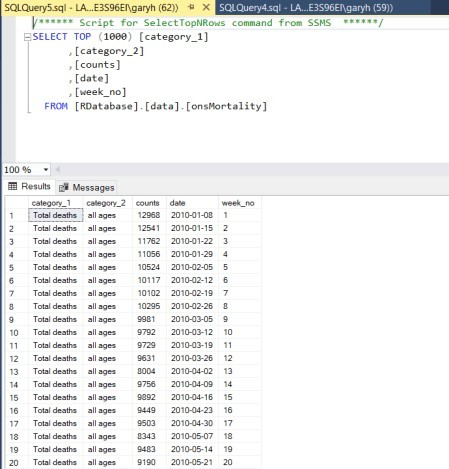 SQLQuery5.sql - LA...E3S96EI\garyh (62)) SQLQuery4.sql - LA...E3S96EI\garyh (59))
/****** Script for SelectTopNRows command from SSMS ******/
SELECT TOP (1000) [category_1]
,[category_2]
,[counts]
,[date]
,[week_no]
FROM [RDatabase].[data].[onsMortality]
100 %
Results Messages
category_1 category_2 counts date week_no
1 Total deaths all ages 12968 2010-01-08 1
2 Total deaths all ages 12541 2010-01-15 2
3 Total deaths all ages 11762 2010-01-22 3
4 Total deaths all ages 11056 2010-01-29 4
5 Total deaths all ages 10524 2010-02-05 5
6 Total deaths all ages 10117 2010-02-12 6
7 Total deaths all ages 10102 2010-02-19 7
8 Total deaths all ages 10295 2010-02-26 8
9 Total deaths all ages 9981 2010-03-05 9
10 Total deaths all ages 9792 2010-03-12 10
11 Total deaths all ages 9729 2010-03-19 11
12 Total deaths all ages 9631 2010-03-26 12
13 Total deaths all ages 8004 2010-04-02 13
14 Total deaths all ages 9756 2010-04-09 14
15 Total deaths all ages 9892 2010-04-16 15
16 Total deaths all ages 9449 2010-04-23 16
17 Total deaths all ages 9503 2010-04-30 17
18 Total deaths all ages 8343 2010-05-07 18
19 Total deaths all ages 9483 2010-05-14 19
20 Total deaths all ages 9190 2010-05-21 20